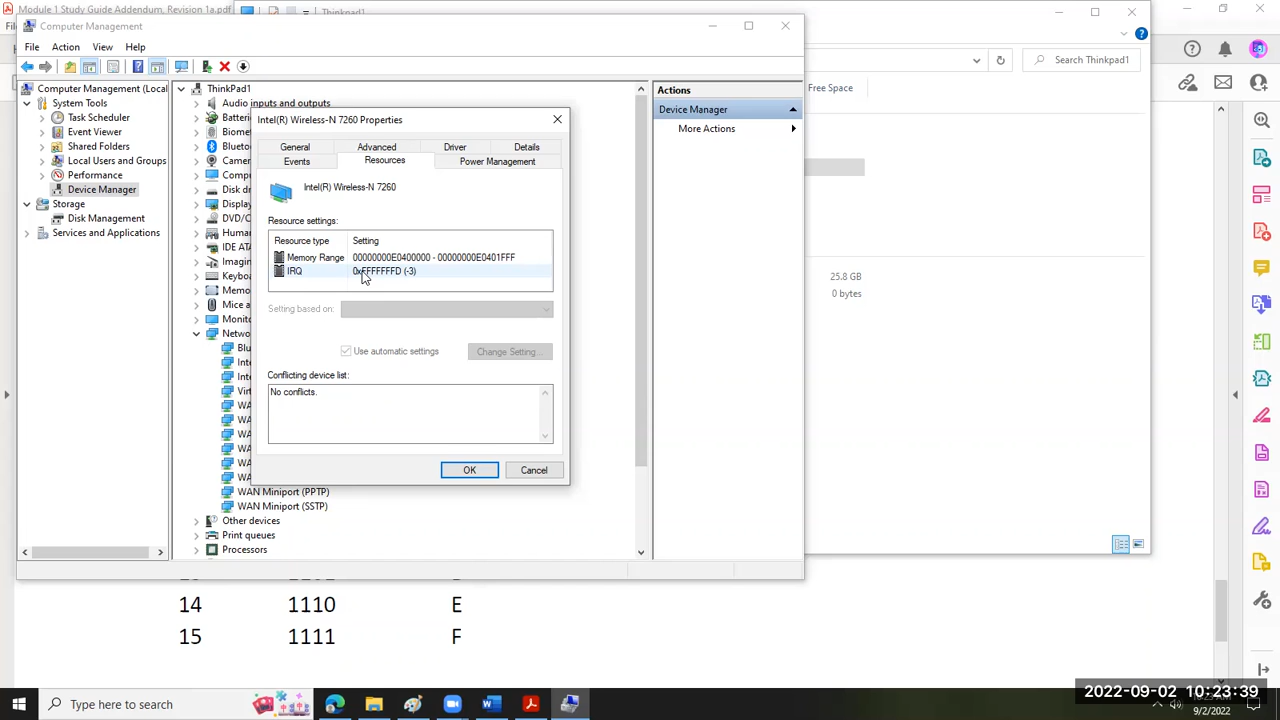 Module 1 Study Guide Addendum, Revision 1a.pdf
Thinkpad1
Computer Management
File Action View Help
Search Thinkpad1
Computer Management (Local
System Tools
Task Scheduler
Event Viewer
Shared Folders
Local Users and Groups
Performance
Device Manager
Storage
Disk Management
Services and Applications
ThinkPad1
Audio inputs and outputs
Intel(R) Wireless-N 7260 Properties
General Advanced Driver Details
Events Resources Power Management
Intel(R) Wireless-N 7260
Resource settings:
Resource type Setting
Memory Range 00000000E0400000 - 00000000E0401FFF
IRQ 0xFFFFFFFD (-3)
Setting based on:
Use automatic settings Change Setting...
Conflicting device list:
No conflicts.
OK Cancel
WAN Miniport (PPTP)
WAN Miniport (SSTP)
Other devices
Print queues
Processors
Actions
Device Manager
More Actions
Free Space
25.8 GB
0 bytes
14 1110 E
15 1111 F
Type here to search
2022-09-02 10:23:39
9/2/2022